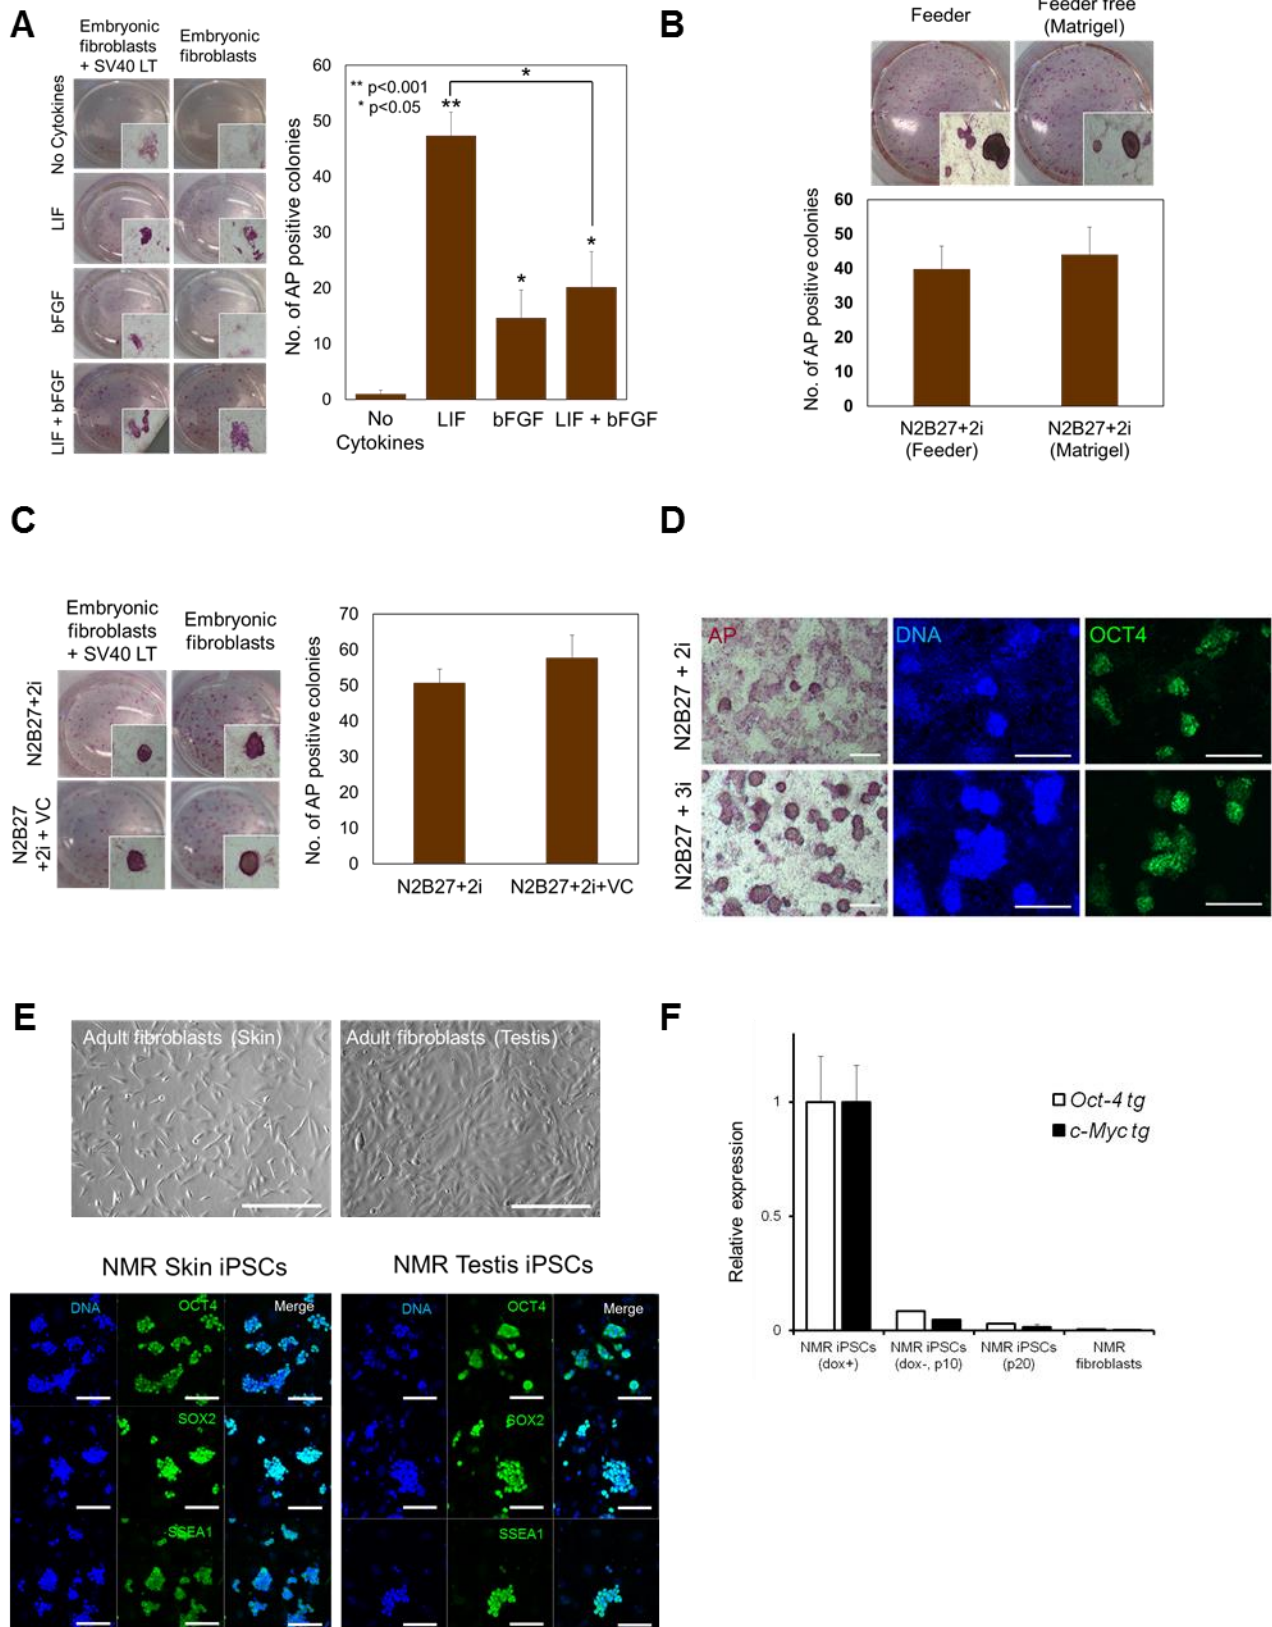 A
Embryonic
fibroblasts
+ SV40 LT
Embryonic
fibroblasts
No Cytokines
LIF
bFGF
LIF + bFGF
No. of AP positive colonies
60
50
40
30
20
10
0
** p<0.001
* p<0.05
*
**
*
*
No
Cytokines
LIF
bFGF
LIF + bFGF
B
Feeder
Feeder free
(Matrigel)
No. of AP positive colonies
60
50
40
30
20
10
0
N2B27+2i
(Feeder)
N2B27+2i
(Matrigel)
C
Embryonic
fibroblasts
+ SV40 LT
Embryonic
fibroblasts
N2B27+2i
N2B27
+2i + VC
No. of AP positive colonies
70
60
50
40
30
20
10
0
N2B27+2i
N2B27+2i+VC
D
N2B27 + 2i
N2B27 + 3i
AP
DNA
OCT4
E
Adult fibroblasts (Skin)
Adult fibroblasts (Testis)
NMR Skin iPSCs
NMR Testis iPSCs
DNA
OCT4
Merge
DNA
OCT4
Merge
SOX2
SOX2
SSEA1
SSEA1
F
Relative expression
1
0.5
0
Oct-4 tg
c-Myc tg
NMR iPSCs
(dox+)
NMR iPSCs
(dox-, p10)
NMR iPSCs
(p20)
NMR
fibroblasts